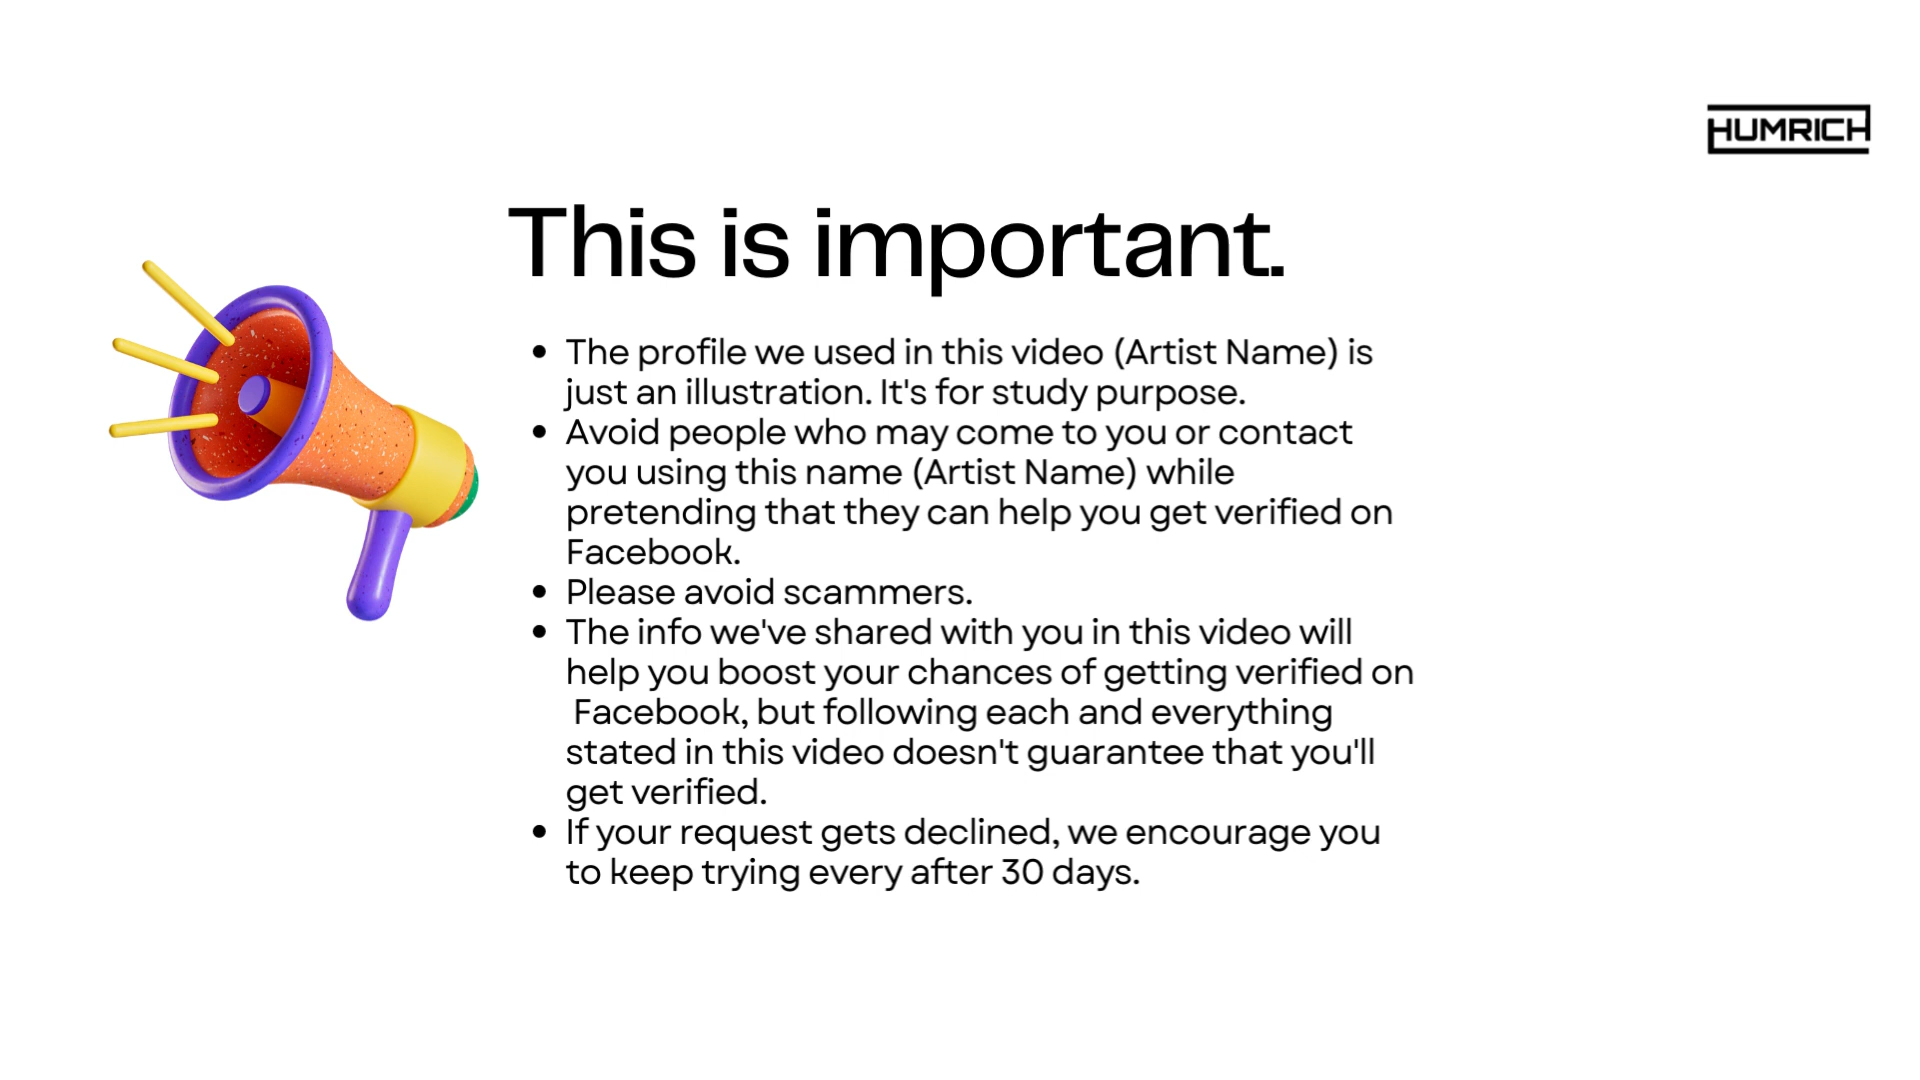 HUMRICH
This is important.
• The profile we used in this video (Artist Name) is
just an illustration. It's for study purpose.
• Avoid people who may come to you or contact
you using this name (Artist Name) while
pretending that they can help you get verified on
Facebook.
• Please avoid scammers.
• The info we've shared with you in this video will
help you boost your chances of getting verified on
Facebook, but following each and everything
stated in this video doesn't guarantee that you'll
get verified.
• If your request gets declined, we encourage you
to keep trying every after 30 days.